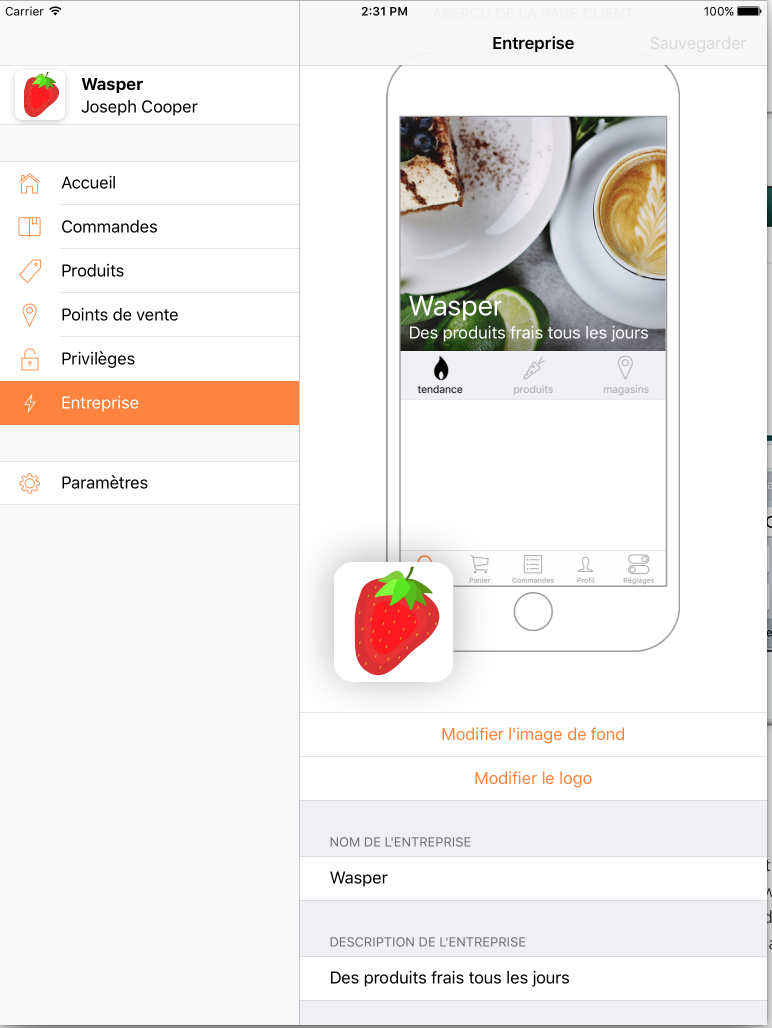 Carrier
2:31 PM
100%
APERÇU DE LA PAGE CLIENT
Entreprise
Sauvegarder
Wasper
Joseph Cooper
Accueil
Commandes
Produits
Points de vente
Privilèges
Entreprise
Paramètres
Wasper
Des produits frais tous les jours
tendance
produits
magasins
Panier
Commandes
Profil
Réglages
Modifier l'image de fond
Modifier le logo
NOM DE L'ENTREPRISE
Wasper
DESCRIPTION DE L'ENTREPRISE
Des produits frais tous les jours